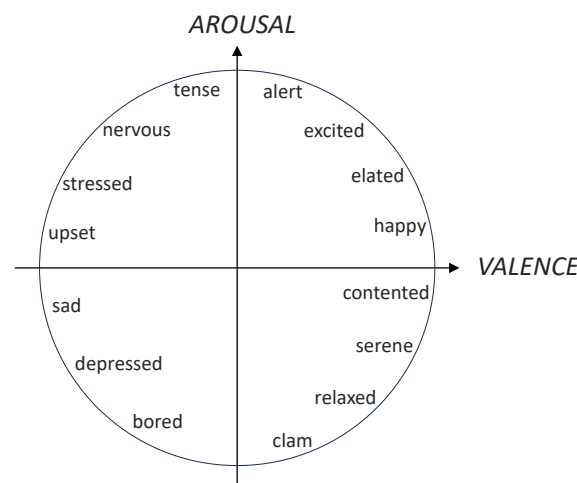 AROUSAL
tense alert
nervous excited
stressed elated
upset happy
VALENCE
contented
sad
serene
depressed
relaxed
bored
clam